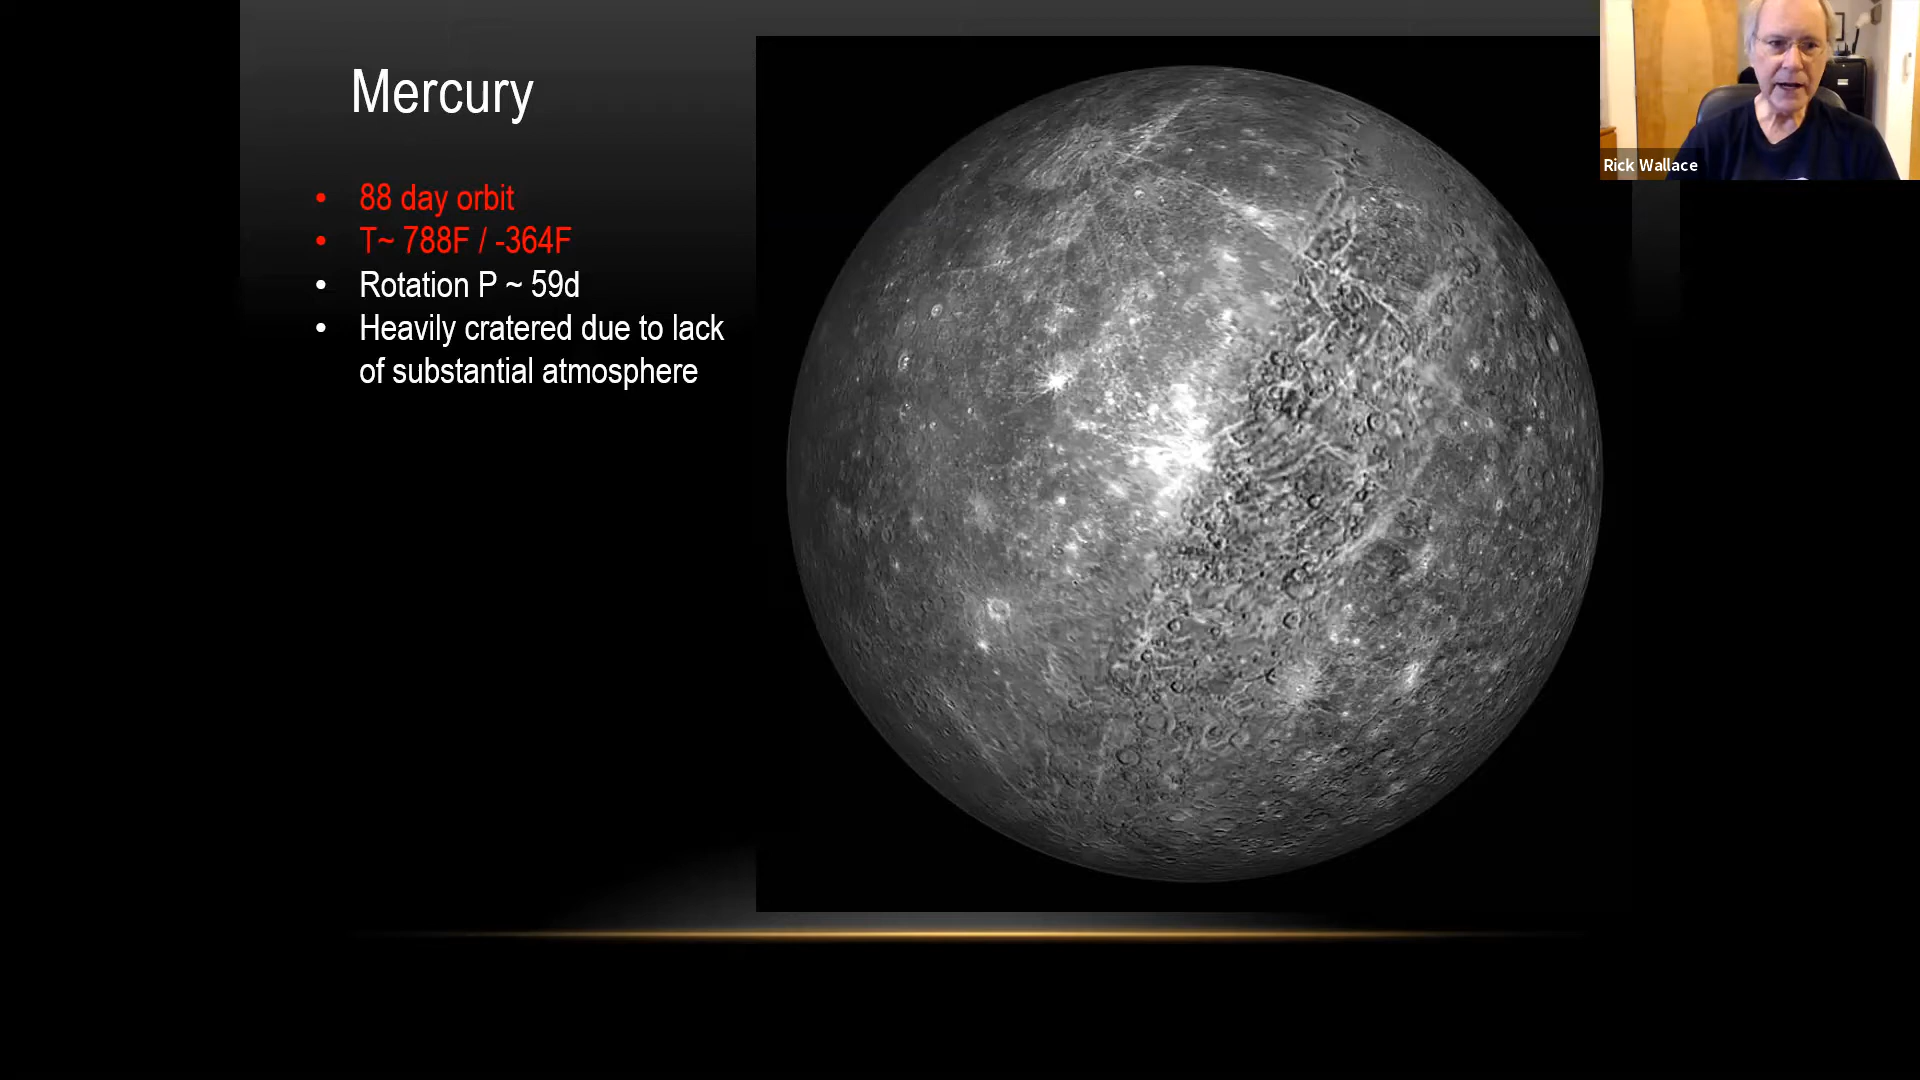 Mercury
• 88 day orbit
• T~ 788F / -364F
• Rotation P ~ 59d
• Heavily cratered due to lack
of substantial atmosphere
Rick Wallace